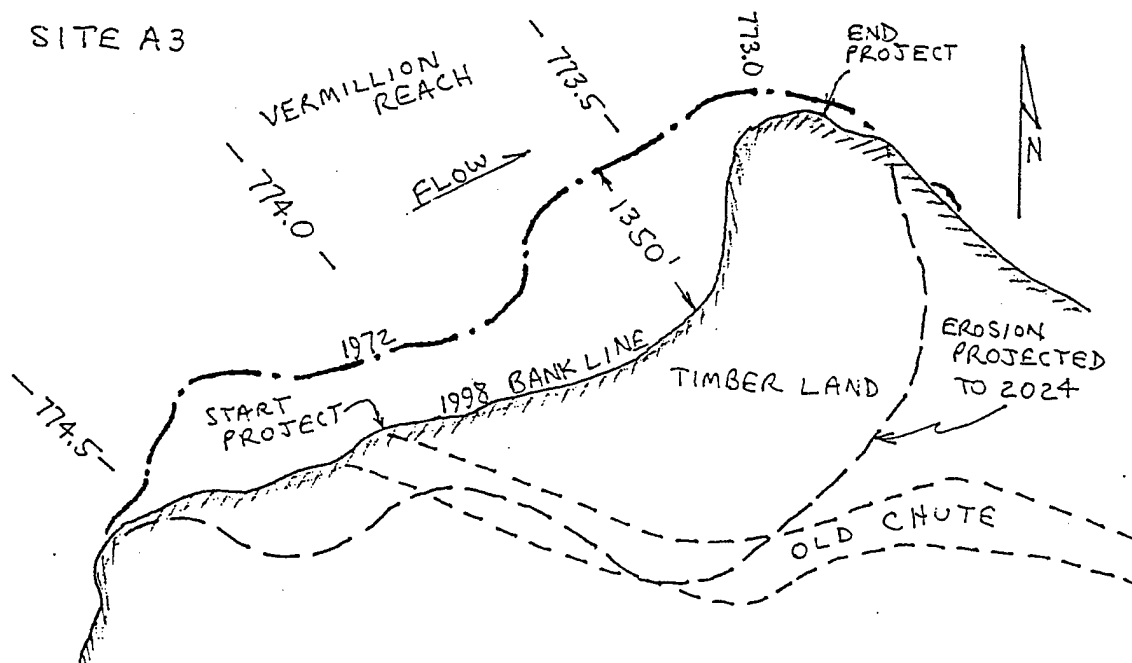 SITE A3
VERMILLION
REACH
773.5
773.0
END
PROJECT
N
774.0
FLOW
1350'
1972
774.5
START
PROJECT
1998 BANK LINE
TIMBER LAND
EROSION
PROJECTED
TO 2024
OLD CHUTE